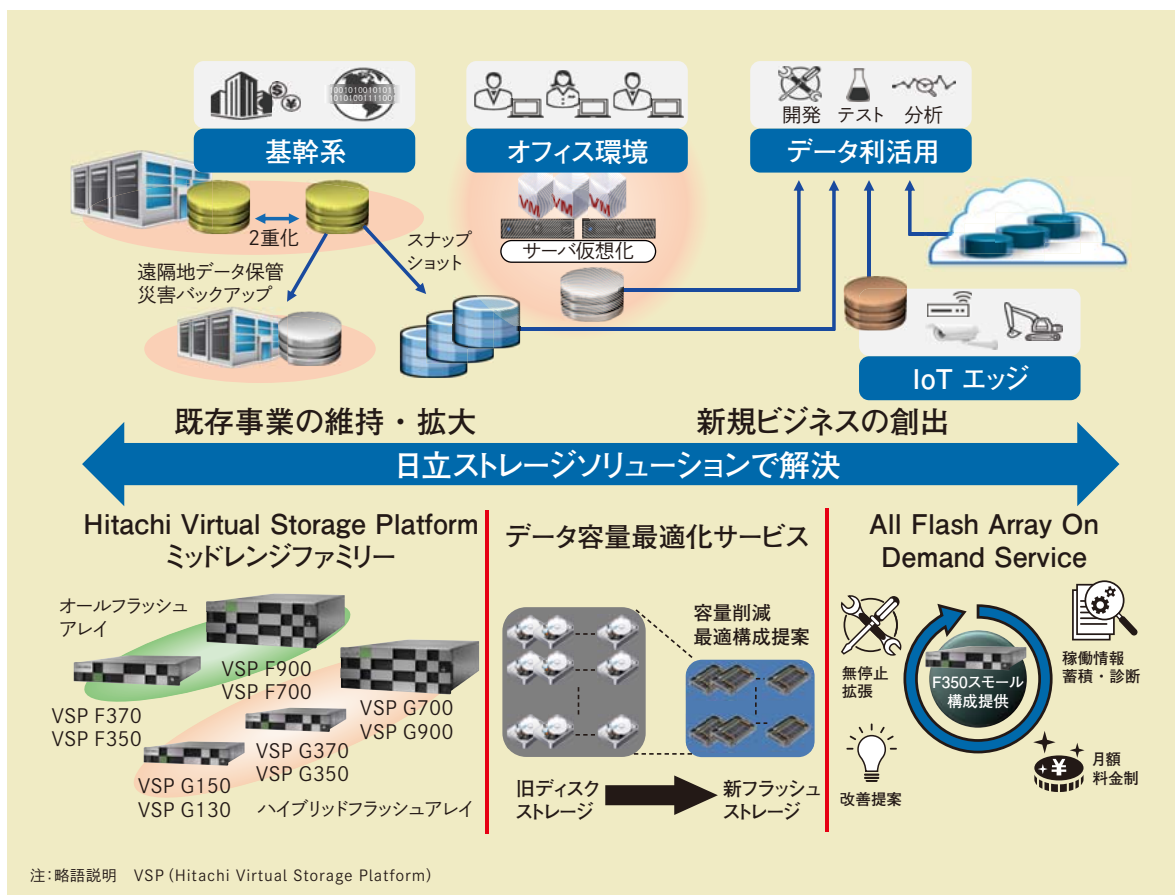 10010100101011
10101001111001
開発 テスト 分析
基幹系
オフィス環境
データ利活用
VM VM VM
2重化
スナップ
ショット
サーバ仮想化
遠隔地データ保管
災害バックアップ
IoT エッジ
既存事業の維持・拡大
新規ビジネスの創出
日立ストレージソリューションで解決
Hitachi Virtual Storage Platform
ミッドレンジファミリー
オールフラッシュ
アレイ
VSP F900
VSP F700
VSP F370
VSP F350
VSP G700
VSP G900
VSP G370
VSP G350
VSP G150
VSP G130
ハイブリッドフラッシュアレイ
データ容量最適化サービス
容量削減
最適構成提案
旧ディスク
ストレージ
新フラッシュ
ストレージ
All Flash Array On
Demand Service
無停止
拡張
F350スモール
構成提供
稼働情報
蓄積・診断
改善提案
月額
料金制
注：略語説明 VSP（Hitachi Virtual Storage Platform）